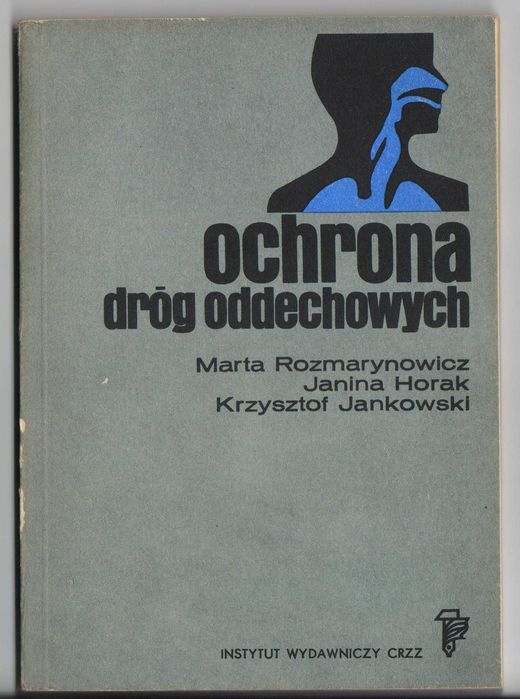 ochrona
dróg oddechowych
Marta Rozmarynowicz
Janina Horak
Krzysztof Jankowski
INSTYTUT WYDAWNICZY CRZZ